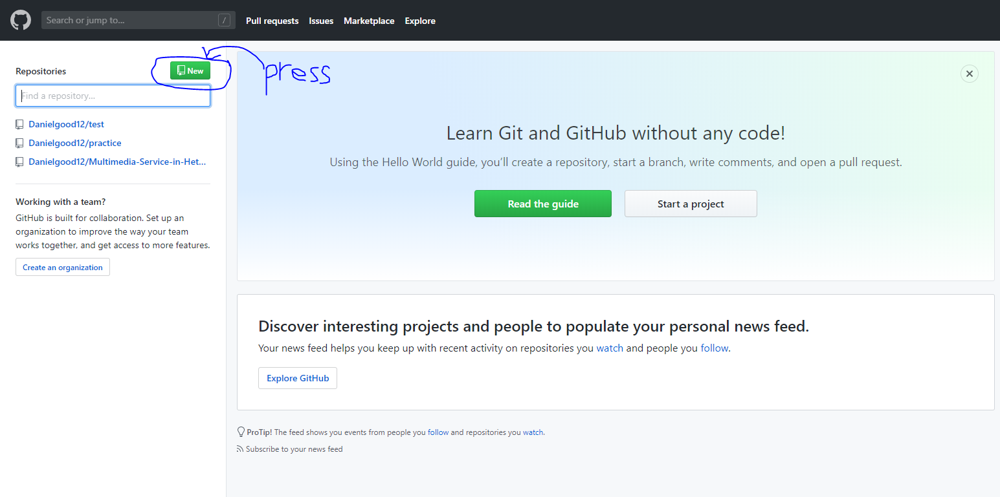 Search or jump to...
/
Pull requests
Issues
Marketplace
Explore
Repositories
New
press
Find a repository...
Danielgood12/test
Danielgood12/practice
Danielgood12/Multimedia-Service-in-Het...
Working with a team?
GitHub is built for collaboration. Set up an
organization to improve the way your team
works together, and get access to more features.
Create an organization
Learn Git and GitHub without any code!
Using the Hello World guide, you’ll create a repository, start a branch, write comments, and open a pull request.
Read the guide
Start a project
Discover interesting projects and people to populate your personal news feed.
Your news feed helps you keep up with recent activity on repositories you watch and people you follow.
Explore GitHub
ProTip! The feed shows you events from people you follow and repositories you watch.
Subscribe to your news feed